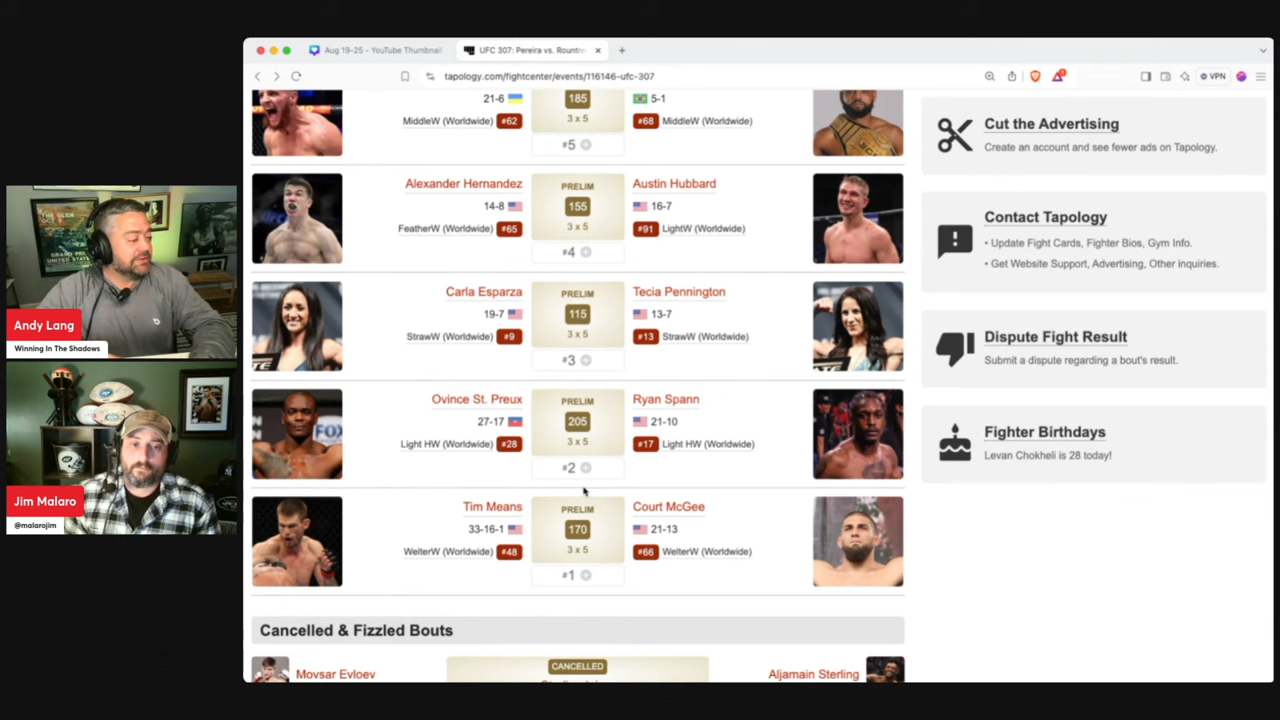 Aug 19-25 - YouTube Thumbnail
UFC 307: Pereira vs. Rountre
tapology.com/fightcenter/events/116146-ufc-307
VPN
21-6
185
5-1
MiddleW (Worldwide) #62
3 x 5
#68 MiddleW (Worldwide)
#5
Alexander Hernandez
PRELIM
Austin Hubbard
14-8
155
16-7
FeatherW (Worldwide) #65
3 x 5
#91 LightW (Worldwide)
#4
Carla Esparza
PRELIM
Tecia Pennington
19-7
115
13-7
StrawW (Worldwide) #9
3 x 5
#13 StrawW (Worldwide)
#3
Ovince St. Preux
PRELIM
Ryan Spann
27-17
205
21-10
Light HW (Worldwide) #28
3 x 5
#17 Light HW (Worldwide)
#2
Tim Means
PRELIM
Court McGee
33-16-1
170
21-13
WelterW (Worldwide) #48
3 x 5
#66 WelterW (Worldwide)
#1
Cancelled & Fizzled Bouts
CANCELLED
Movsar Evloev
Aljamain Sterling
Cut the Advertising
Create an account and see fewer ads on Tapology.
Contact Tapology
• Update Fight Cards, Fighter Bios, Gym Info.
• Get Website Support, Advertising, Other inquiries.
Dispute Fight Result
Submit a dispute regarding a bout's result.
Fighter Birthdays
Levan Chokheli is 28 today!
THE GLEN
GRAND PRIX
UNITED STATES
Andy Lang
Winning In The Shadows
Jim Malaro
@malarojim
FOX